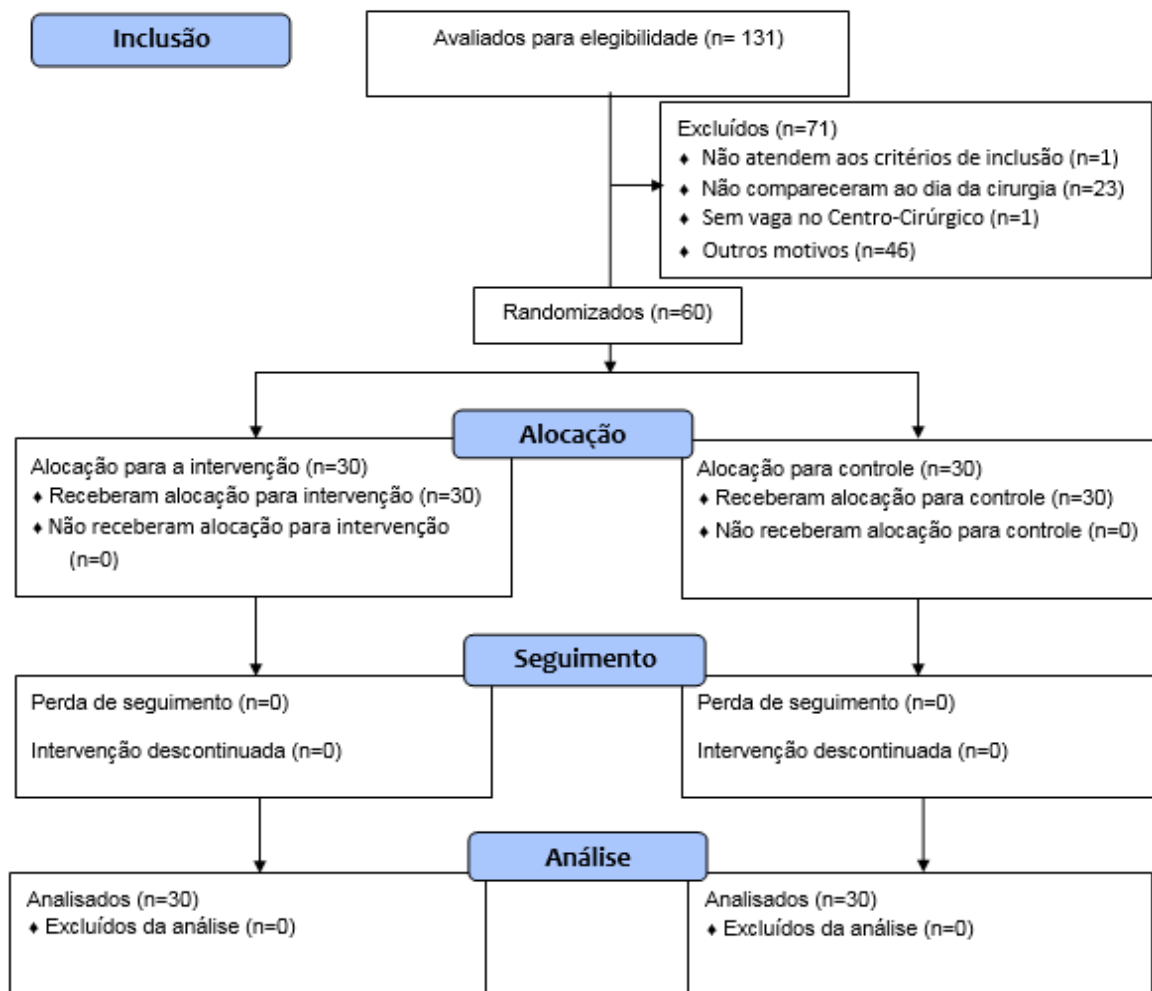 Inclusão
Avaliados para elegibilidade (n= 131)
Excluídos (n=71)
♦ Não atendem aos critérios de inclusão (n=1)
♦ Não compareceram ao dia da cirurgia (n=23)
♦ Sem vaga no Centro-Cirúrgico (n=1)
♦ Outros motivos (n=46)
Randomizados (n=60)
Alocação
Alocação para a intervenção (n=30)
♦ Receberam alocação para intervenção (n=30)
♦ Não receberam alocação para intervenção
(n=0)
Alocação para controle (n=30)
♦ Receberam alocação para controle (n=30)
♦ Não receberam alocação para controle (n=0)
Seguimento
Perda de seguimento (n=0)
Intervenção descontinuada (n=0)
Perda de seguimento (n=0)
Intervenção descontinuada (n=0)
Análise
Analisados (n=30)
♦ Excluídos da análise (n=0)
Analisados (n=30)
♦ Excluídos da análise (n=0)